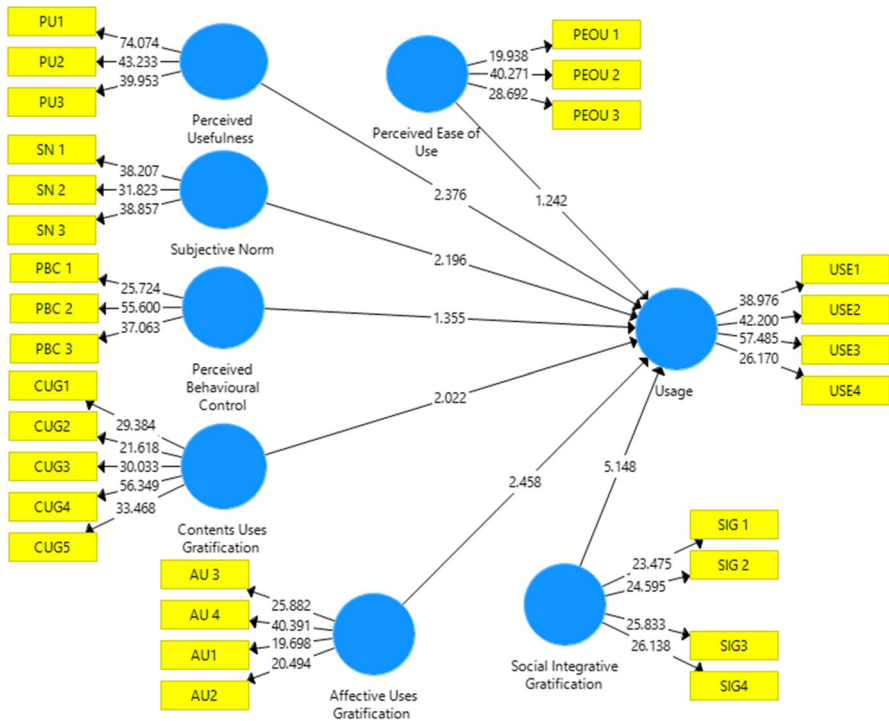 PU1
PU2
PU3
74.074
43.233
39.953
Perceived
Usefulness
PEOU 1
PEOU 2
PEOU 3
19.938
40.271
28.692
Perceived Ease of
Use
SN 1
SN 2
SN 3
38.207
31.823
38.857
Subjective Norm
2.376
1.242
2.196
PBC 1
PBC 2
PBC 3
25.724
55.600
37.063
Perceived
Behavioural
Control
1.355
2.022
USE1
USE2
USE3
USE4
38.976
42.200
57.485
26.170
Usage
CUG1
CUG2
CUG3
CUG4
CUG5
29.384
21.618
30.033
56.349
33.468
Contents Uses
Gratification
2.458
5.148
AU 3
AU 4
AU1
AU2
25.882
40.391
19.698
20.494
Affective Uses
Gratification
SIG 1
SIG 2
SIG3
SIG4
23.475
24.595
25.833
26.138
Social Integrative
Gratification